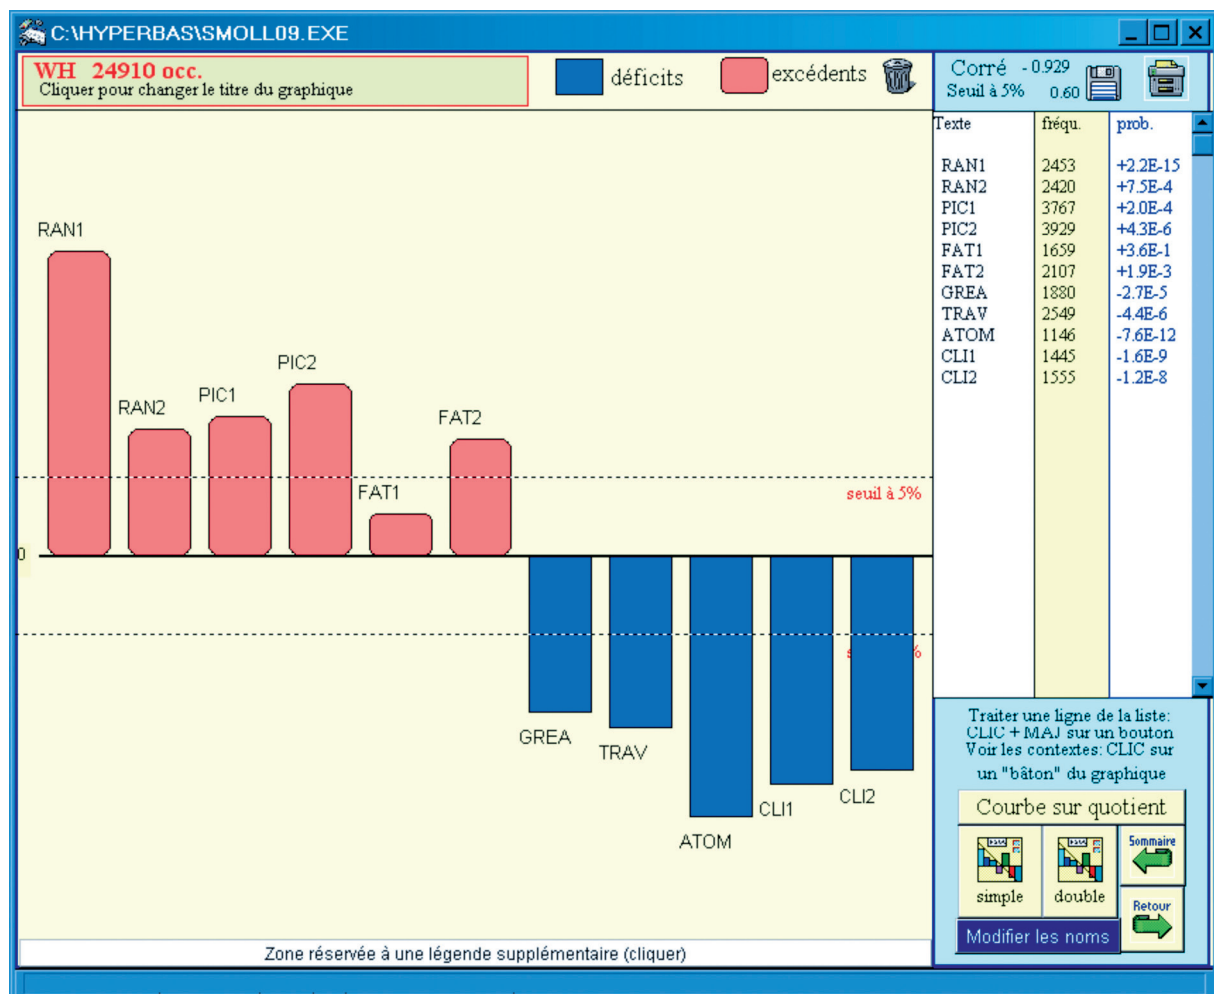 C:\HYPERBAS\SMOLL09.EXE
WH 24910 occ.
Cliquer pour changer le titre du graphique
déficits
excédents
Corré - 0.929
Seuil à 5% 0.60
Texte fréqu. prob.
RAN1 2453 +2.2E-15
RAN2 2420 +7.5E-4
PIC1 3767 +2.0E-4
PIC2 3929 +4.3E-6
FAT1 1659 +3.6E-1
FAT2 2107 +1.9E-3
GREA 1880 -2.7E-5
TRAV 2549 -4.4E-6
ATOM 1146 -7.6E-12
CLI1 1445 -1.6E-9
CLI2 1555 -1.2E-8
RAN1
PIC2
PIC1
RAN2
FAT2
FAT1
seuil à 5%
0
GREA
TRAV
CLI2
CLI1
ATOM
Zone réservée à une légende supplémentaire (cliquer)
Traiter une ligne de la liste:
CLIC + MAJ sur un bouton
Voir les contextes: CLIC sur
un "bâton" du graphique
Courbe sur quotient
simple
double
Sommaire
Retour
Modifier les noms